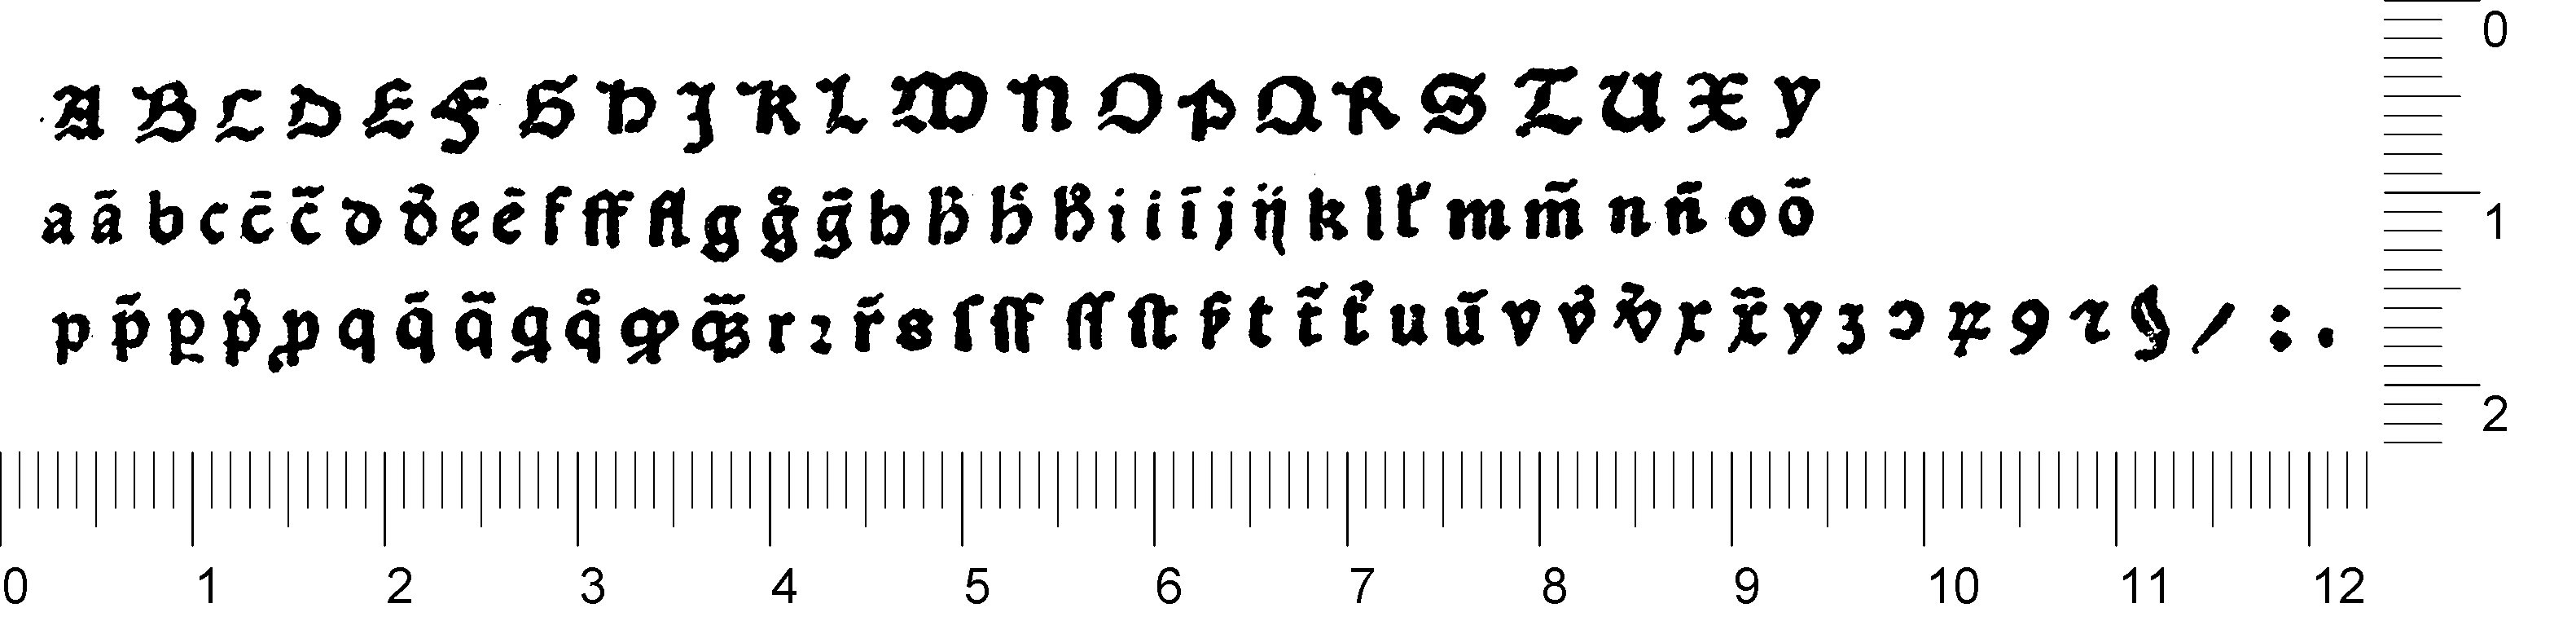 A B C D E F G H J K L M N O P Q R S T U X Y
a ā b c c̄ c̃ d d̉ e ē f ff fl g g̊ g̃ h h̃ h̉ h̊ i i ī j ÿ k l l̉ m m̃ n ñ o õ
p p̃ ꝑ p̉ ꝓ q q̄ q̃ ꝗ q̊ ꝙ qꝫ̃ r ꝛ r̃ s ſ ſſ ſſ ſt ꝑ t t̃ t̉ u ũ v v̉ v̉ x x̃ y ꝫ ɔ ꝝ ꝯ ⁊ ꝭ / : .
0
1
2
0 1 2 3 4 5 6 7 8 9 10 11 12